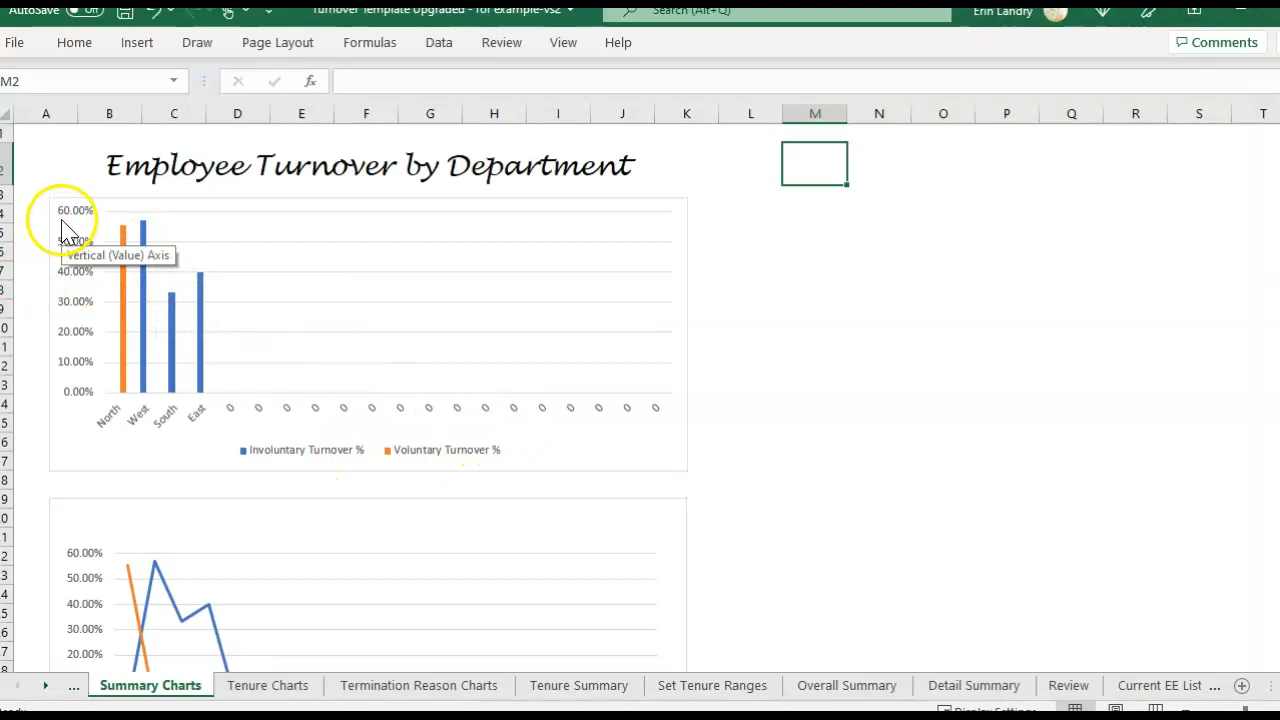 AutoSave Off Turnover Template Upgraded - for example-vs2 Search (Alt+Q) Erin Landry
File Home Insert Draw Page Layout Formulas Data Review View Help Comments
M2 fx
A B C D E F G H I J K L M N O P Q R S T
Employee Turnover by Department
60.00%
Vertical (Value) Axis
40.00%
30.00%
20.00%
10.00%
0.00%
North West South East 0 0 0 0 0 0 0 0 0 0 0 0 0 0 0 0
Involuntary Turnover % Voluntary Turnover %
60.00%
50.00%
40.00%
30.00%
20.00%
... Summary Charts Tenure Charts Termination Reason Charts Tenure Summary Set Tenure Ranges Overall Summary Detail Summary Review Current EE List ...
Display Settings